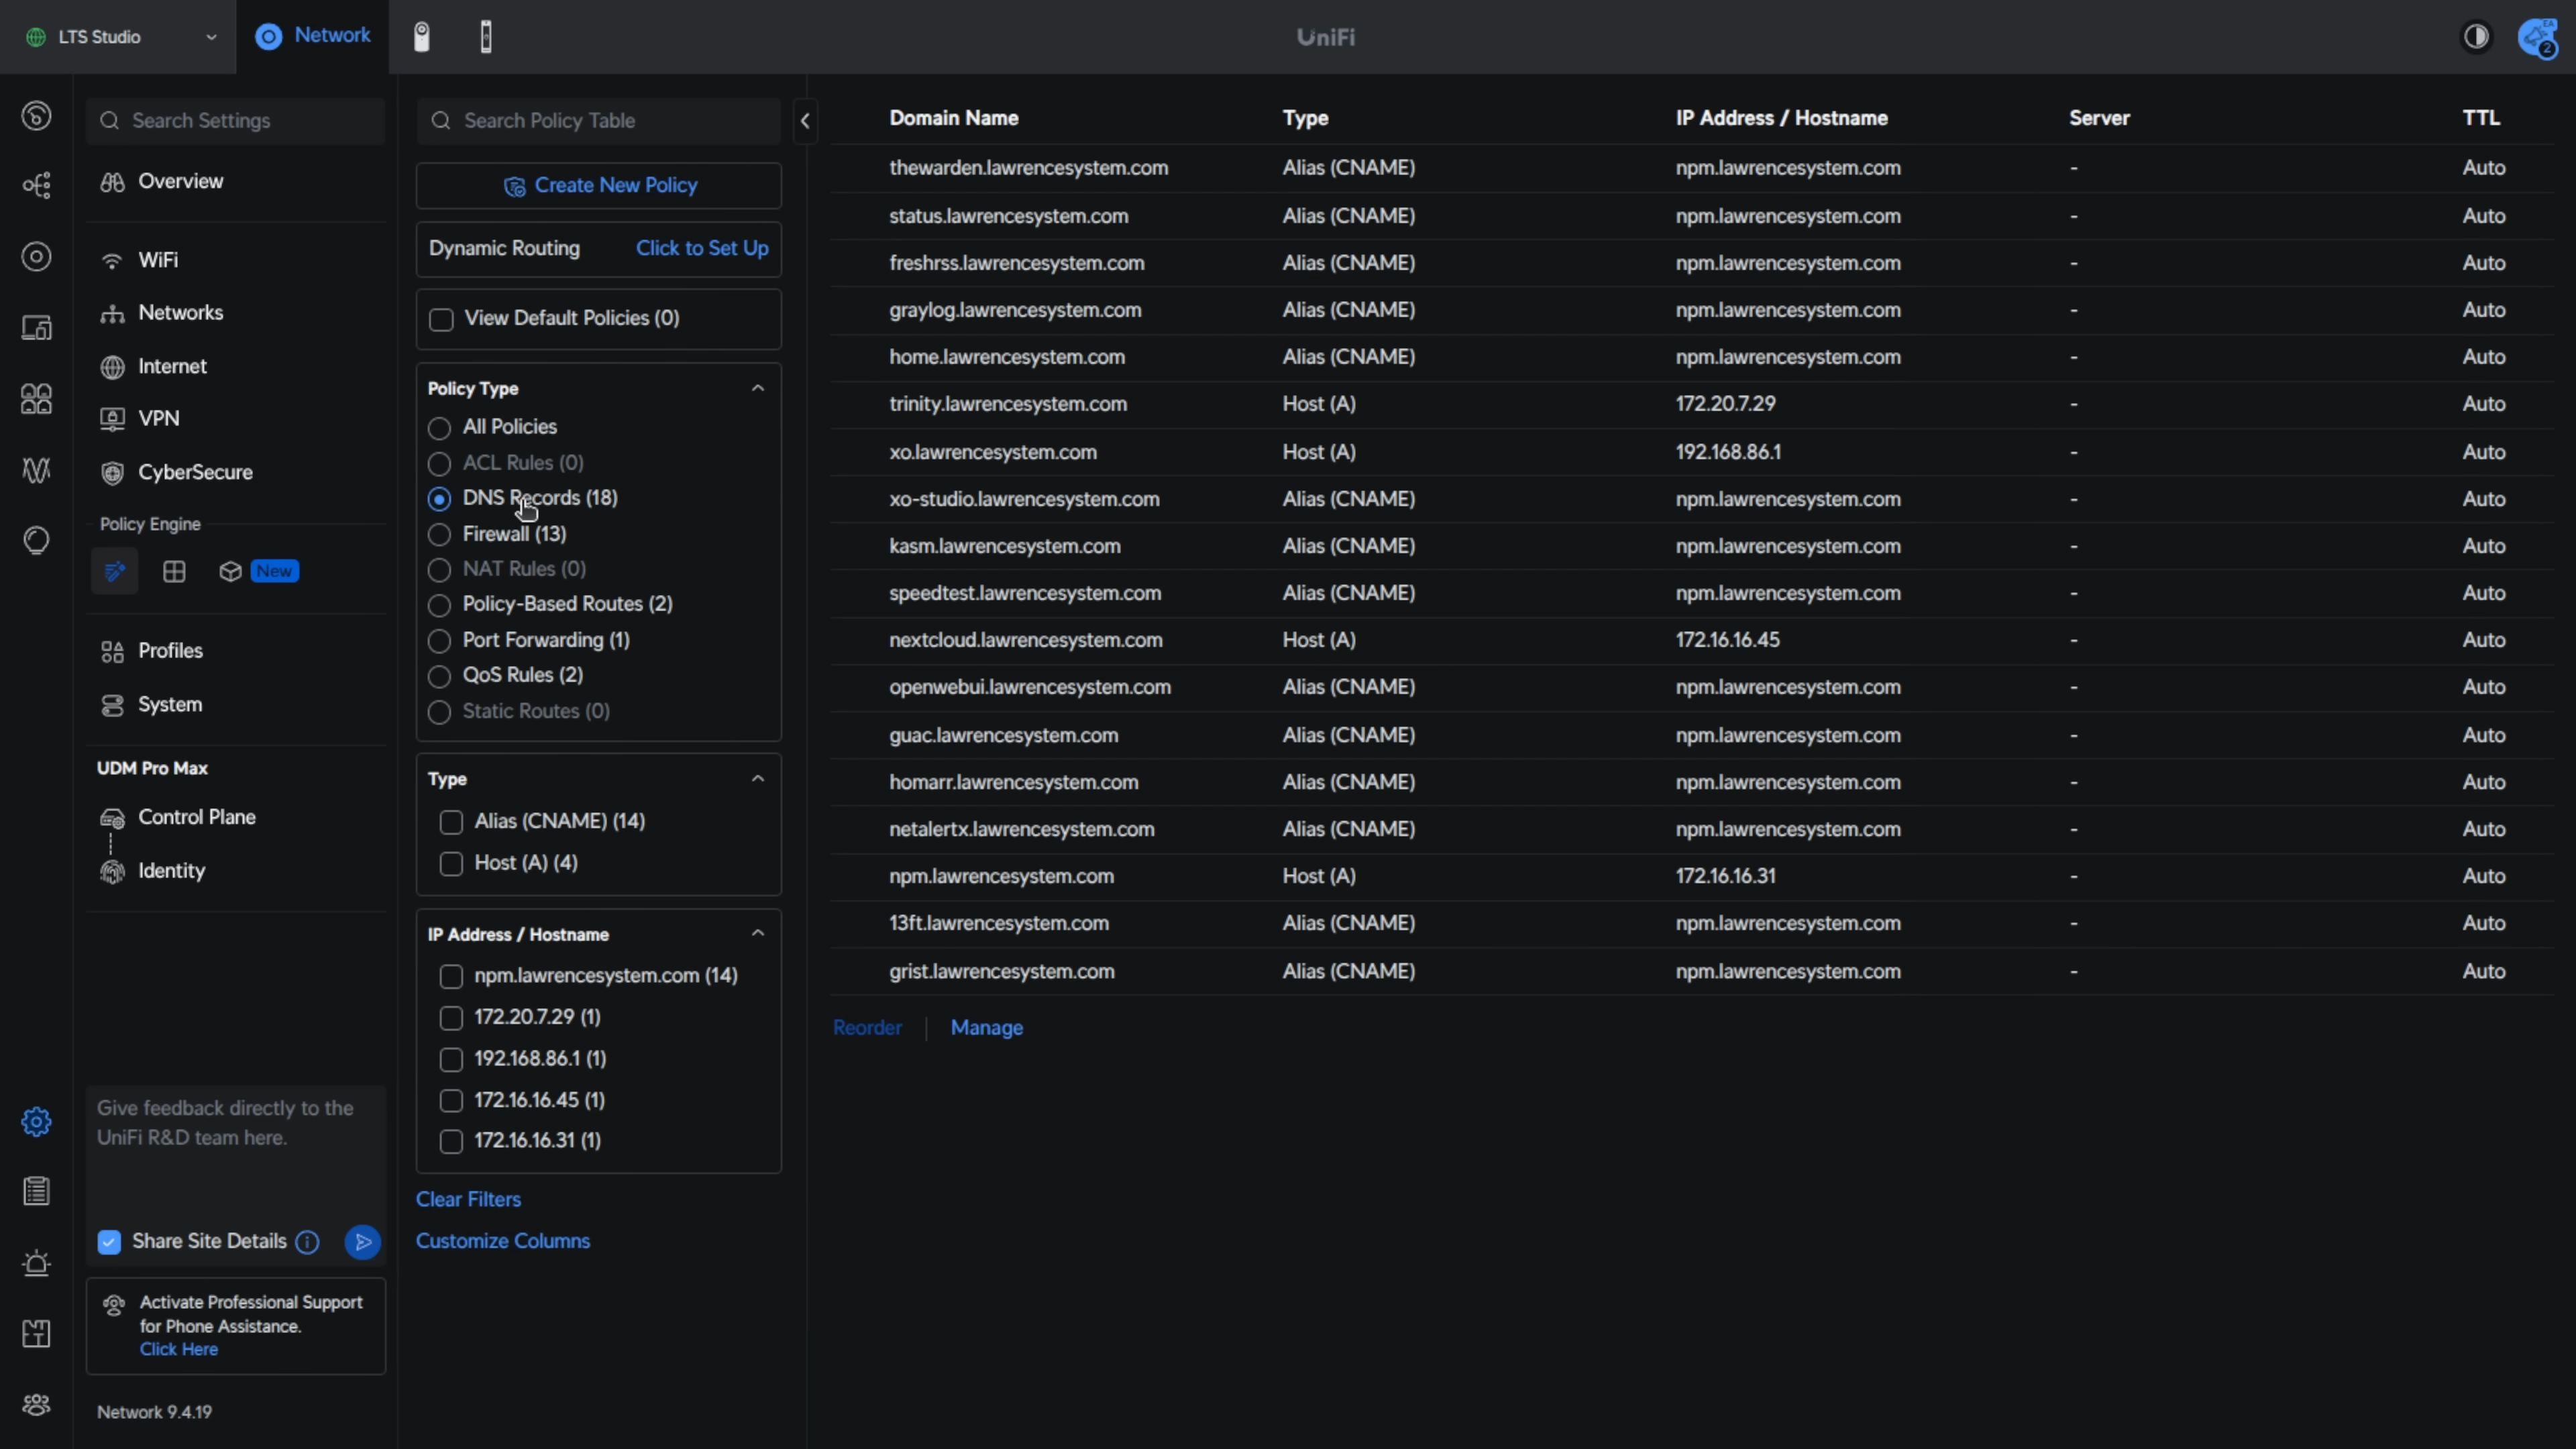 LTS Studio
Network
UniFi
EA
2
Search Settings
Overview
WiFi
Networks
Internet
VPN
CyberSecure
Policy Engine
New
Profiles
System
UDM Pro Max
Control Plane
Identity
Give feedback directly to the
UniFi R&D team here.
Share Site Details
Activate Professional Support
for Phone Assistance.
Click Here
Network 9.4.19
Search Policy Table
Create New Policy
Dynamic Routing Click to Set Up
View Default Policies (0)
Policy Type
All Policies
ACL Rules (0)
DNS Records (18)
Firewall (13)
NAT Rules (0)
Policy-Based Routes (2)
Port Forwarding (1)
QoS Rules (2)
Static Routes (0)
Type
Alias (CNAME) (14)
Host (A) (4)
IP Address / Hostname
npm.lawrencesystem.com (14)
172.20.7.29 (1)
192.168.86.1 (1)
172.16.16.45 (1)
172.16.16.31 (1)
Clear Filters
Customize Columns
Domain Name Type IP Address / Hostname Server TTL
thewarden.lawrencesystem.com Alias (CNAME) npm.lawrencesystem.com - Auto
status.lawrencesystem.com Alias (CNAME) npm.lawrencesystem.com - Auto
freshrss.lawrencesystem.com Alias (CNAME) npm.lawrencesystem.com - Auto
graylog.lawrencesystem.com Alias (CNAME) npm.lawrencesystem.com - Auto
home.lawrencesystem.com Alias (CNAME) npm.lawrencesystem.com - Auto
trinity.lawrencesystem.com Host (A) 172.20.7.29 - Auto
xo.lawrencesystem.com Host (A) 192.168.86.1 - Auto
xo-studio.lawrencesystem.com Alias (CNAME) npm.lawrencesystem.com - Auto
kasm.lawrencesystem.com Alias (CNAME) npm.lawrencesystem.com - Auto
speedtest.lawrencesystem.com Alias (CNAME) npm.lawrencesystem.com - Auto
nextcloud.lawrencesystem.com Host (A) 172.16.16.45 - Auto
openwebui.lawrencesystem.com Alias (CNAME) npm.lawrencesystem.com - Auto
guac.lawrencesystem.com Alias (CNAME) npm.lawrencesystem.com - Auto
homarr.lawrencesystem.com Alias (CNAME) npm.lawrencesystem.com - Auto
netalertx.lawrencesystem.com Alias (CNAME) npm.lawrencesystem.com - Auto
npm.lawrencesystem.com Host (A) 172.16.16.31 - Auto
13ft.lawrencesystem.com Alias (CNAME) npm.lawrencesystem.com - Auto
grist.lawrencesystem.com Alias (CNAME) npm.lawrencesystem.com - Auto
Reorder | Manage